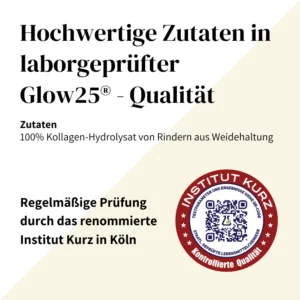 Hochwertige Zutaten in
laborgeprüfter
Glow25® - Qualität
Zutaten
100% Kollagen-Hydrolysat von Rindern aus Weidehaltung
Regelmäßige Prüfung
durch das renommierte
Institut Kurz in Köln
INSTITUT KURZ
Kontrollierte Qualität